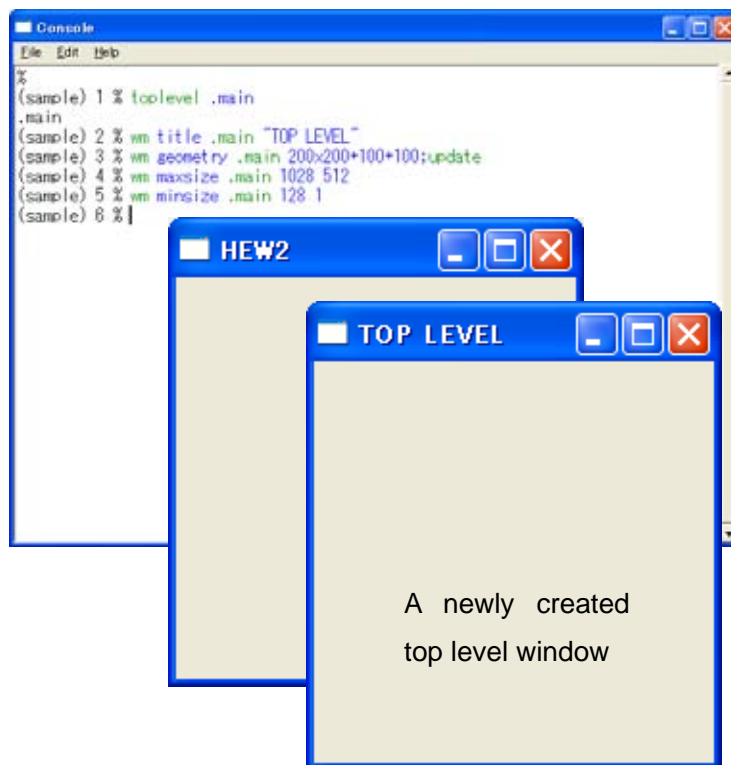 Console
File Edit Help
%
(sample) 1 % toplevel .main
.main
(sample) 2 % wm title .main "TOP LEVEL"
(sample) 3 % wm geometry .main 200x200+100+100;update
(sample) 4 % wm maxsize .main 1028 512
(sample) 5 % wm minsize .main 128 1
(sample) 6 %
HEW2
TOP LEVEL
A newly created
top level window